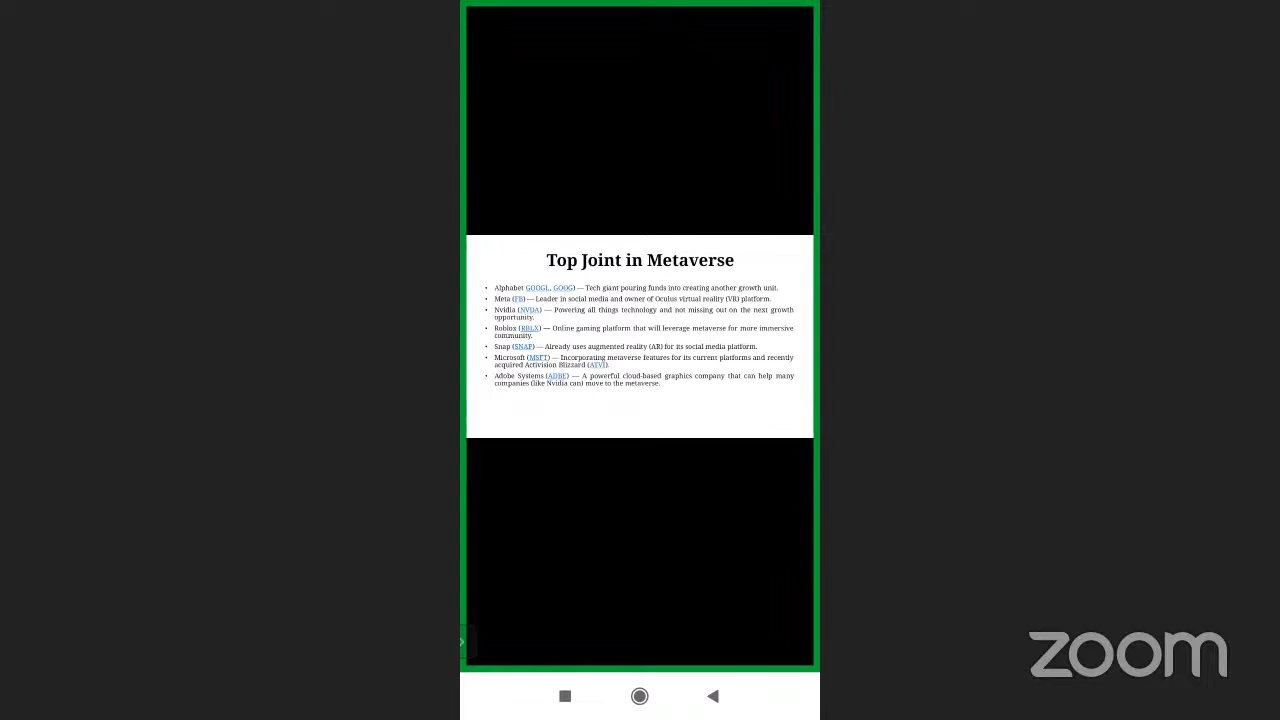 Top Joint in Metaverse
• Alphabet GOOGL, GOOG) — Tech giant pouring funds into creating another growth unit.
• Meta (FB) — Leader in social media and owner of Oculus virtual reality (VR) platform.
• Nvidia (NVDA) — Powering all things technology and not missing out on the next growth
opportunity.
• Roblox (RBLX) — Online gaming platform that will leverage metaverse for more immersive
community.
• Snap (SNAP) — Already uses augmented reality (AR) for its social media platform.
• Microsoft (MSFT) — Incorporating metaverse features for its current platforms and recently
acquired Activision Blizzard (ATVI).
• Adobe Systems (ADBE) — A powerful cloud-based graphics company that can help many
companies (like Nvidia can) move to the metaverse.
zoom